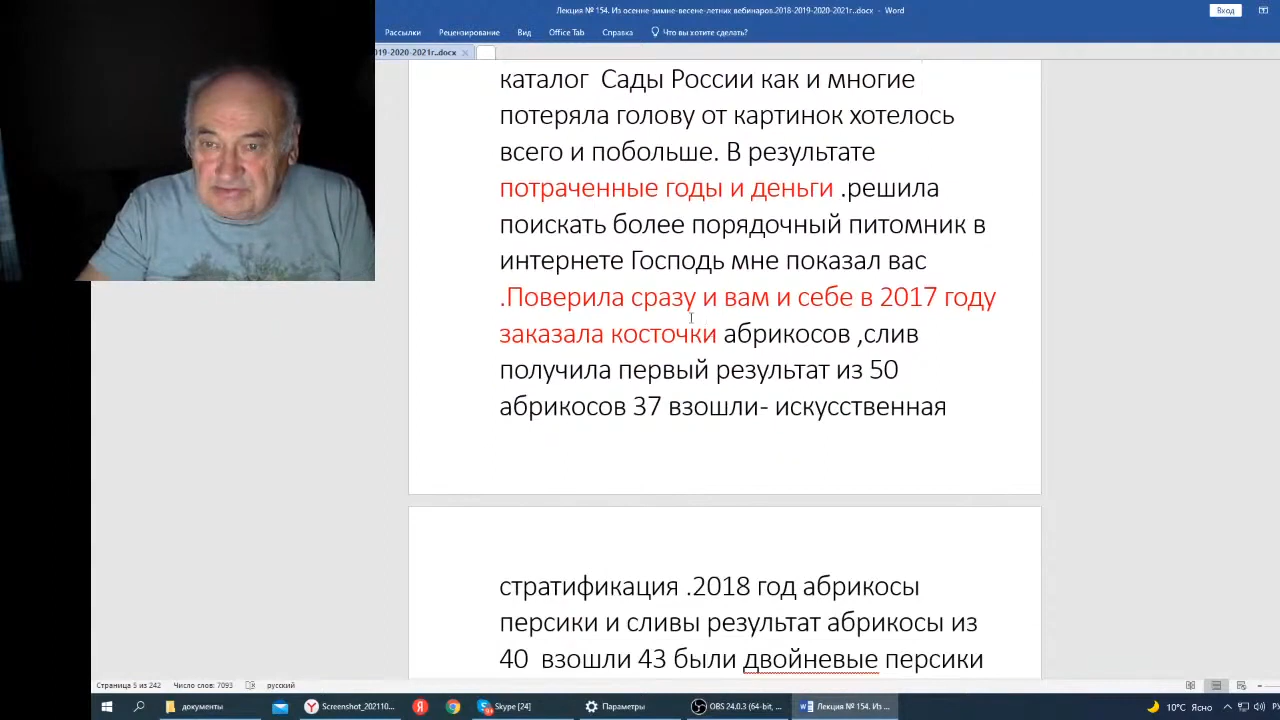 Лекция № 154. Из осенне-зимне-весене-летних вебинаров.2018-2019-2020-2021г..docx - Word
Вход
Рассылки Рецензирование Вид Office Tab Справка Что вы хотите сделать?
019-2020-2021г..docx
каталог Сады России как и многие
потеряла голову от картинок хотелось
всего и побольше. В результате
потраченные годы и деньги .решила
поискать более порядочный питомник в
интернете Господь мне показал вас
.Поверила сразу и вам и себе в 2017 году
заказала косточки абрикосов ,слив
получила первый результат из 50
абрикосов 37 взошли- искусственная
стратификация .2018 год абрикосы
персики и сливы результат абрикосы из
40 взошли 43 были двойневые персики
Страница 5 из 242 Число слов: 7093 русский
документы Screenshot_202110... Skype [24] Параметры OBS 24.0.3 (64-bit, ... Лекция № 154. Из ... 10°C Ясно